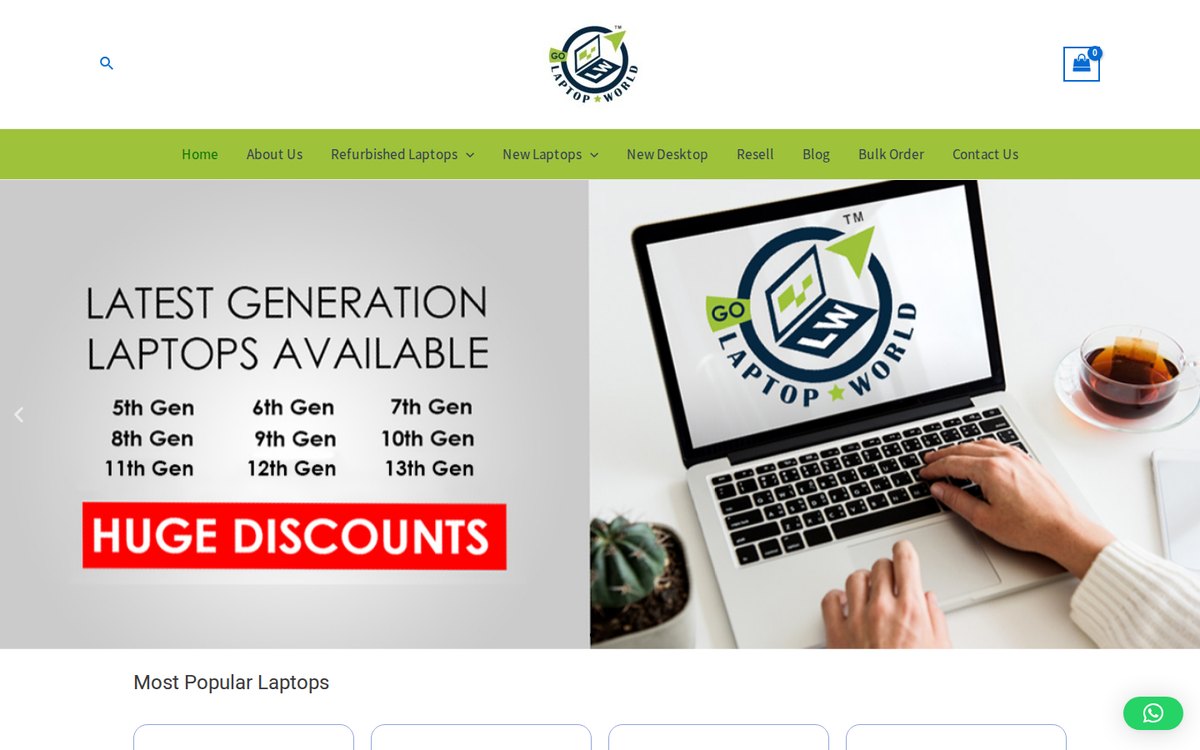 TM
GO
LW
LAPTOP WORLD
0
Home About Us Refurbished Laptops New Laptops New Desktop Resell Blog Bulk Order Contact Us
LATEST GENERATION
LAPTOPS AVAILABLE
5th Gen 6th Gen 7th Gen
8th Gen 9th Gen 10th Gen
11th Gen 12th Gen 13th Gen
HUGE DISCOUNTS
TM
GO
LW
LAPTOP WORLD
Most Popular Laptops